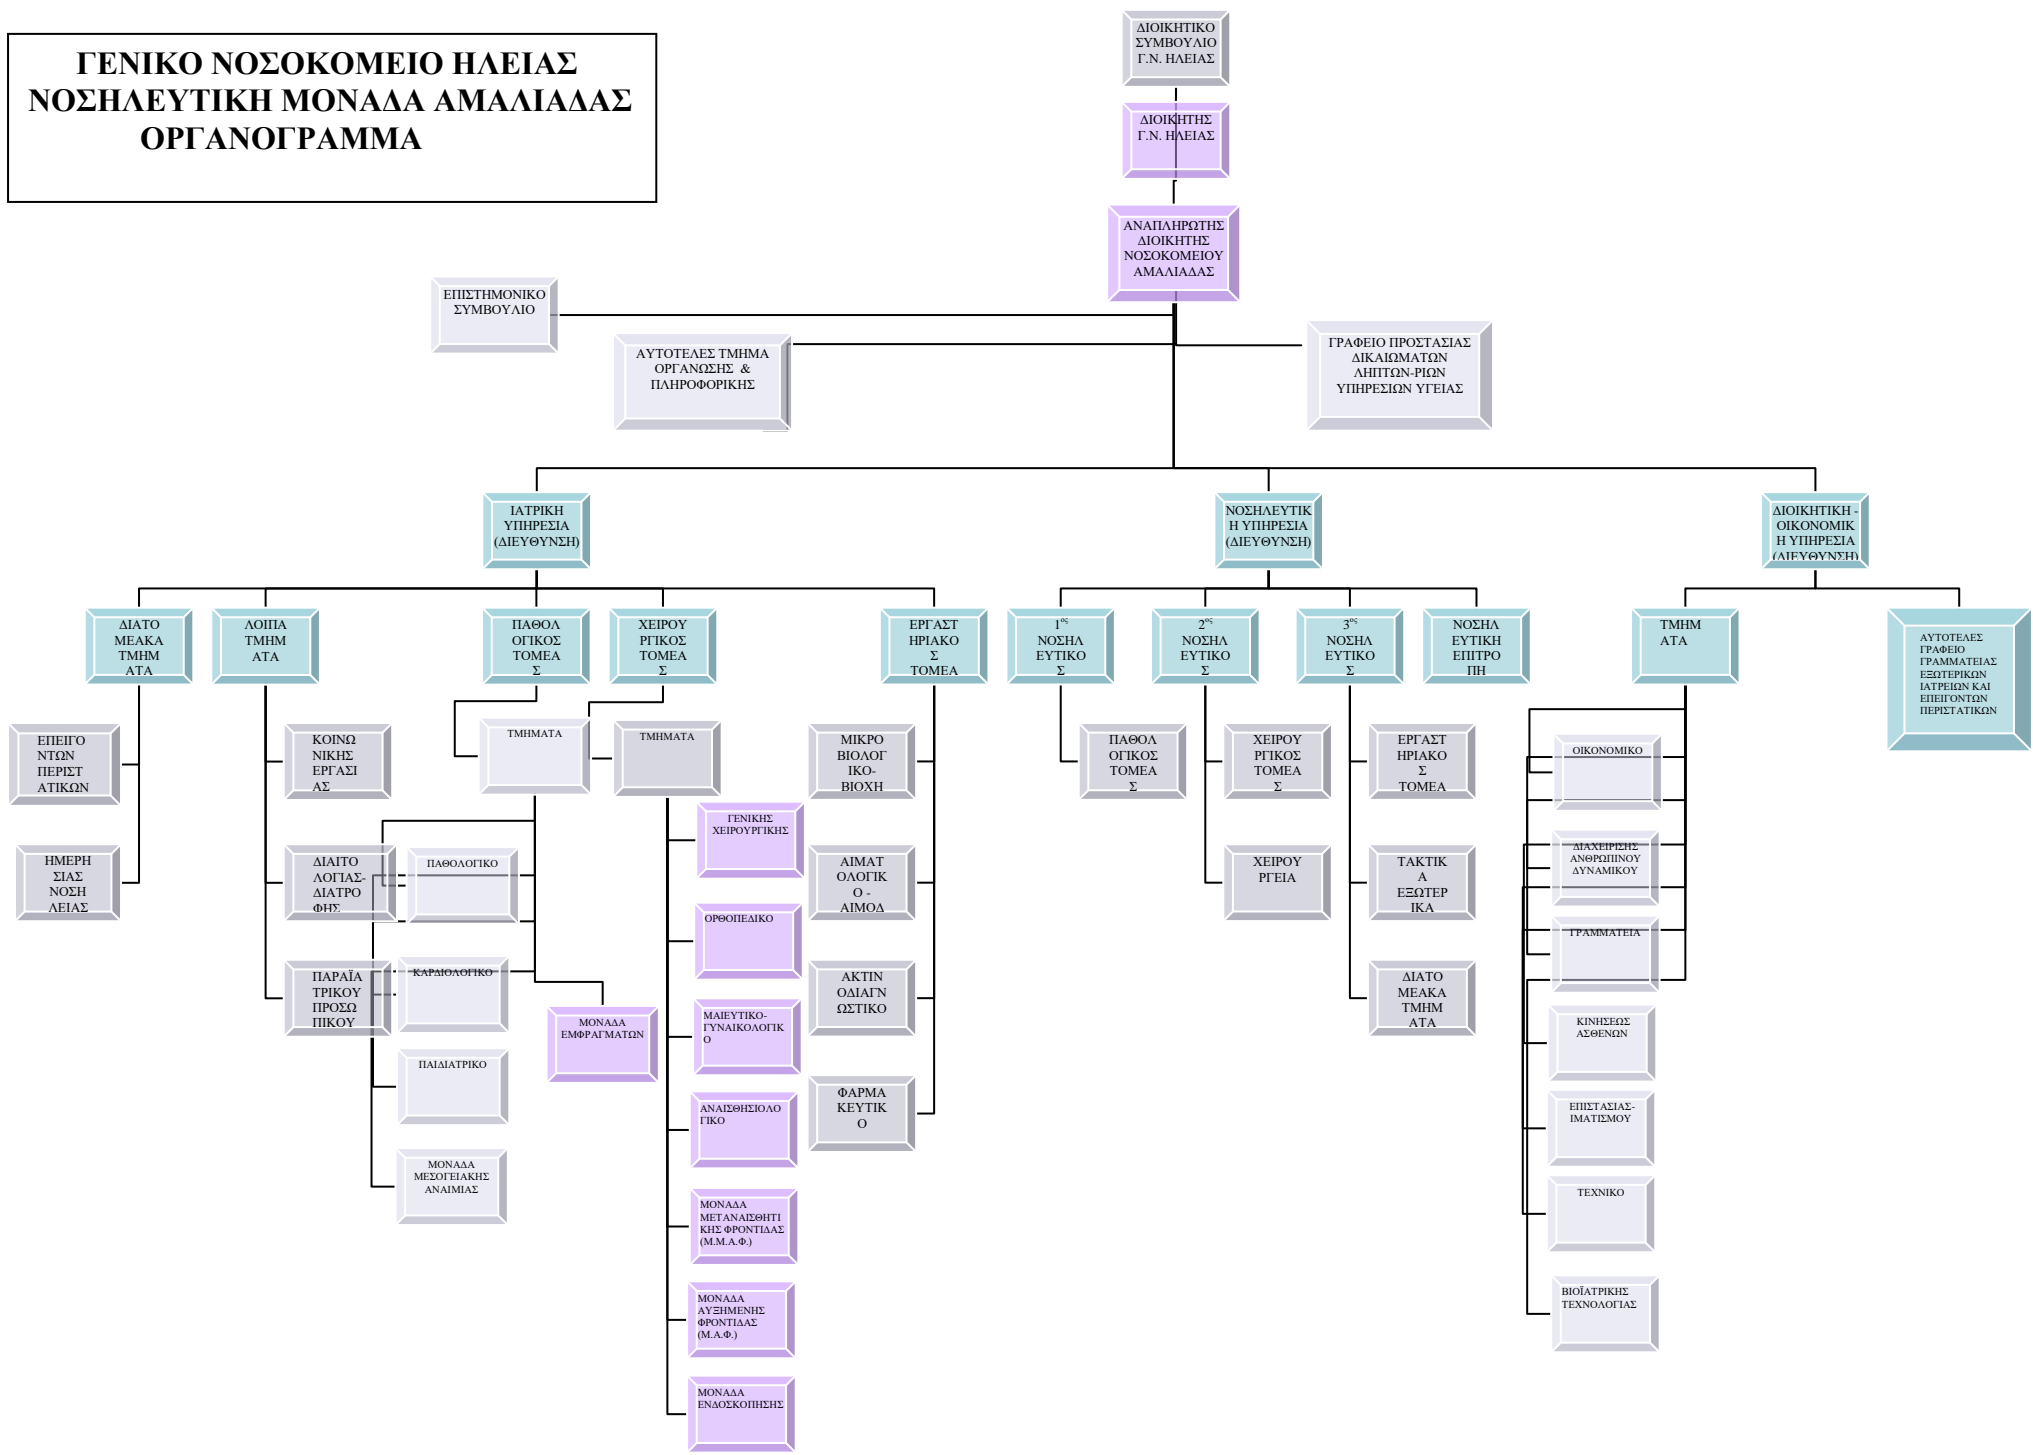 ΓΕΝΙΚΟ ΝΟΣΟΚΟΜΕΙΟ ΗΛΕΙΑΣ
ΝΟΣΗΛΕΥΤΙΚΗ ΜΟΝΑΔΑ ΑΜΑΛΙΑΔΑΣ
ΟΡΓΑΝΟΓΡΑΜΜΑ
ΔΙΟΙΚΗΤΙΚΟ
ΣΥΜΒΟΥΛΙΟ
Γ.Ν. ΗΛΕΙΑΣ
ΔΙΟΙΚΗΤΗΣ
Γ.Ν. ΗΛΕΙΑΣ
ΑΝΑΠΛΗΡΩΤΗΣ
ΔΙΟΙΚΗΤΗΣ
ΝΟΣΟΚΟΜΕΙΟΥ
ΑΜΑΛΙΑΔΑΣ
ΕΠΙΣΤΗΜΟΝΙΚΟ
ΣΥΜΒΟΥΛΙΟ
ΑΥΤΟΤΕΛΕΣ ΤΜΗΜΑ
ΟΡΓΑΝΩΣΗΣ &
ΠΛΗΡΟΦΟΡΙΚΗΣ
ΓΡΑΦΕΙΟ ΠΡΟΣΤΑΣΙΑΣ
ΔΙΚΑΙΩΜΑΤΩΝ
ΛΗΠΤΩΝ-ΡΙΩΝ
ΥΠΗΡΕΣΙΩΝ ΥΓΕΙΑΣ
ΙΑΤΡΙΚΗ
ΥΠΗΡΕΣΙΑ
(ΔΙΕΥΘΥΝΣΗ)
ΝΟΣΗΛΕΥΤΙΚ
Η ΥΠΗΡΕΣΙΑ
(ΔΙΕΥΘΥΝΣΗ)
ΔΙΟΙΚΗΤΙΚΗ -
ΟΙΚΟΝΟΜΙΚ
Η ΥΠΗΡΕΣΙΑ
(ΔΙΕΥΘΥΝΣΗ)
ΔΙΑΤΟ
ΜΕΑΚΑ
ΤΜΗΜ
ΑΤΑ
ΛΟΙΠΑ
ΤΜΗΜ
ΑΤΑ
ΠΑΘΟΛ
ΟΓΙΚΟΣ
ΤΟΜΕΑ
Σ
ΧΕΙΡΟΥ
ΡΓΙΚΟΣ
ΤΟΜΕΑ
Σ
ΕΡΓΑΣΤ
ΗΡΙΑΚΟ
Σ
ΤΟΜΕΑ
1ος
ΝΟΣΗΛ
ΕΥΤΙΚΟ
Σ
2ος
ΝΟΣΗΛ
ΕΥΤΙΚΟ
Σ
3ος
ΝΟΣΗΛ
ΕΥΤΙΚΟ
Σ
ΝΟΣΗΛ
ΕΥΤΙΚΗ
ΕΠΙΤΡΟ
ΠΗ
ΤΜΗΜ
ΑΤΑ
ΑΥΤΟΤΕΛΕΣ
ΓΡΑΦΕΙΟ
ΓΡΑΜΜΑΤΕΙΑΣ
ΕΞΩΤΕΡΙΚΩΝ
ΙΑΤΡΕΙΩΝ ΚΑΙ
ΕΠΕΙΓΟΝΤΩΝ
ΠΕΡΙΣΤΑΤΙΚΩΝ
ΕΠΕΙΓΟ
ΝΤΩΝ
ΠΕΡΙΣΤ
ΑΤΙΚΩΝ
ΗΜΕΡΗ
ΣΙΑΣ
ΝΟΣΗ
ΛΕΙΑΣ
ΚΟΙΝΩ
ΝΙΚΗΣ
ΕΡΓΑΣΙ
ΑΣ
ΔΙΑΙΤΟ
ΛΟΓΙΑΣ-
ΔΙΑΤΡΟ
ΦΗΣ
ΠΑΡΑΪΑ
ΤΡΙΚΟΥ
ΠΡΟΣΩ
ΠΙΚΟΥ
ΤΜΗΜΑΤΑ
ΠΑΘΟΛΟΓΙΚΟ
ΚΑΡΔΙΟΛΟΓΙΚΟ
ΠΑΙΔΙΑΤΡΙΚΟ
ΜΟΝΑΔΑ
ΜΕΣΟΓΕΙΑΚΗΣ
ΑΝΑΙΜΙΑΣ
ΜΟΝΑΔΑ
ΕΜΦΡΑΓΜΑΤΩΝ
ΤΜΗΜΑΤΑ
ΓΕΝΙΚΗΣ
ΧΕΙΡΟΥΡΓΙΚΗΣ
ΟΡΘΟΠΕΔΙΚΟ
ΜΑΙΕΥΤΙΚΟ-
ΓΥΝΑΙΚΟΛΟΓΙΚ
Ο
ΑΝΑΙΣΘΗΣΙΟΛΟ
ΓΙΚΟ
ΜΟΝΑΔΑ
ΜΕΤΑΝΑΙΣΘΗΤΙ
ΚΗΣ ΦΡΟΝΤΙΔΑΣ
(Μ.Μ.Α.Φ.)
ΜΟΝΑΔΑ
ΑΥΞΗΜΕΝΗΣ
ΦΡΟΝΤΙΔΑΣ
(Μ.Α.Φ.)
ΜΟΝΑΔΑ
ΕΝΔΟΣΚΟΠΗΣΗΣ
ΜΙΚΡΟ
ΒΙΟΛΟΓ
ΙΚΟ-
ΒΙΟΧΗ
ΑΙΜΑΤ
ΟΛΟΓΙΚ
Ο -
ΑΙΜΟΔ
ΑΚΤΙΝ
ΟΔΙΑΓΝ
ΩΣΤΙΚΟ
ΦΑΡΜΑ
ΚΕΥΤΙΚ
Ο
ΠΑΘΟΛ
ΟΓΙΚΟΣ
ΤΟΜΕΑ
Σ
ΧΕΙΡΟΥ
ΡΓΙΚΟΣ
ΤΟΜΕΑ
Σ
ΧΕΙΡΟΥ
ΡΓΕΙΑ
ΕΡΓΑΣΤ
ΗΡΙΑΚΟ
Σ
ΤΟΜΕΑ
ΤΑΚΤΙΚ
Α
ΕΞΩΤΕΡ
ΙΚΑ
ΔΙΑΤΟ
ΜΕΑΚΑ
ΤΜΗΜ
ΑΤΑ
ΟΙΚΟΝΟΜΙΚΟ
ΔΙΑΧΕΙΡΙΣΗΣ
ΑΝΘΡΩΠΙΝΟΥ
ΔΥΝΑΜΙΚΟΥ
ΓΡΑΜΜΑΤΕΙΑ
ΚΙΝΗΣΕΩΣ
ΑΣΘΕΝΩΝ
ΕΠΙΣΤΑΣΙΑΣ-
ΙΜΑΤΙΣΜΟΥ
ΤΕΧΝΙΚΟ
ΒΙΟΪΑΤΡΙΚΗΣ
ΤΕΧΝΟΛΟΓΙΑΣ